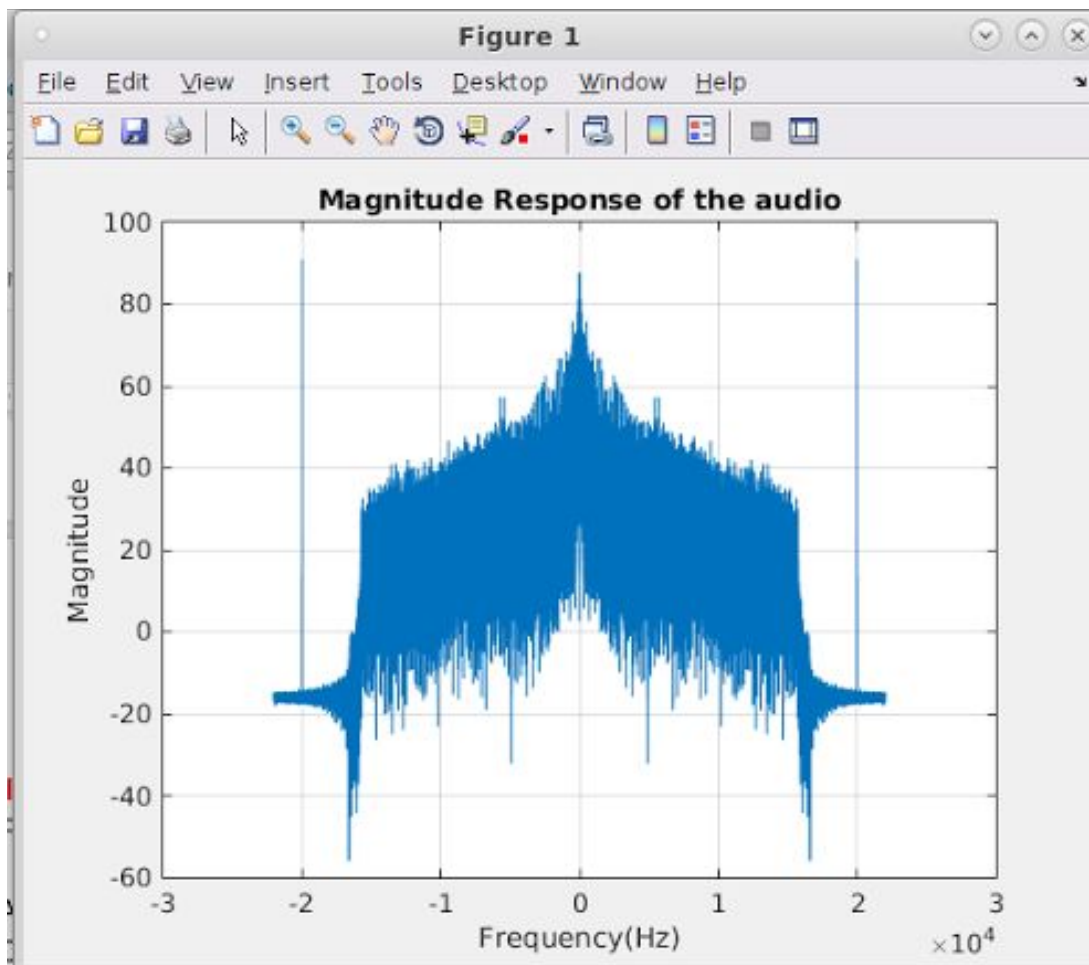 Figure 1
File Edit View Insert Tools Desktop Window Help
Magnitude Response of the audio
100
80
60
40
20
0
-20
-40
-60
Magnitude
-3 -2 -1 0 1 2 3
Frequency(Hz)
×10⁴